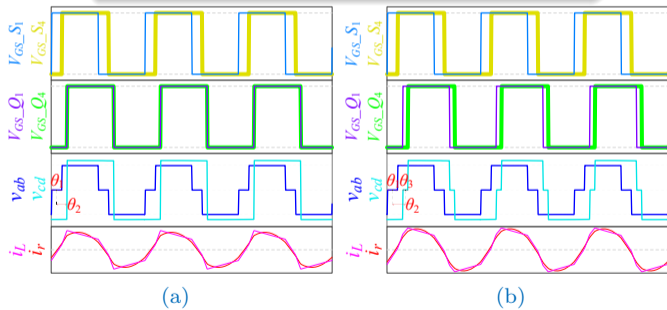 V_GS_S₁ V_GS_S₄ V_GS_S₁ V_GS_S₄
V_GS_Q₁ V_GS_Q₄ V_GS_Q₁ V_GS_Q₄
v_ab v_cd θ θ₂ v_ab v_cd θ₁ θ₃ θ₂
i_L i_r i_L i_r
(a) (b)